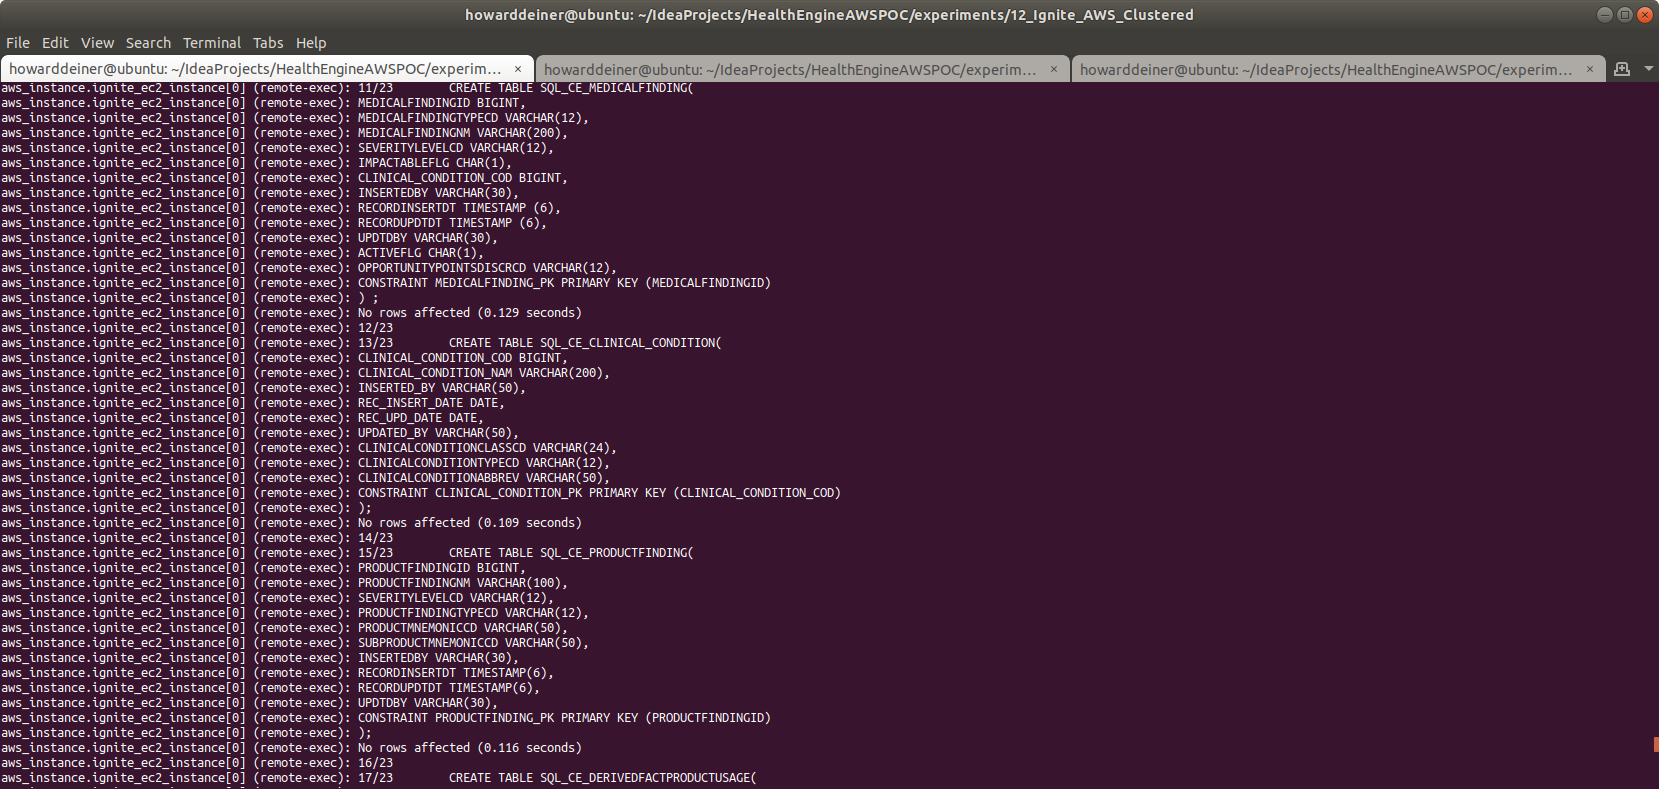 howarddeiner@ubuntu: ~/IdeaProjects/HealthEngineAWSPOC/experiments/12_Ignite_AWS_Clustered
File Edit View Search Terminal Tabs Help
howarddeiner@ubuntu: ~/IdeaProjects/HealthEngineAWSPOC/experim... × howarddeiner@ubuntu: ~/IdeaProjects/HealthEngineAWSPOC/experim... × howarddeiner@ubuntu: ~/IdeaProjects/HealthEngineAWSPOC/experim... ×
aws_instance.ignite_ec2_instance[0] (remote-exec): 11/23        CREATE TABLE SQL_CE_MEDICALFINDING(
aws_instance.ignite_ec2_instance[0] (remote-exec): MEDICALFINDINGID BIGINT,
aws_instance.ignite_ec2_instance[0] (remote-exec): MEDICALFINDINGTYPECD VARCHAR(12),
aws_instance.ignite_ec2_instance[0] (remote-exec): MEDICALFINDINGNM VARCHAR(200),
aws_instance.ignite_ec2_instance[0] (remote-exec): SEVERITYLEVELCD VARCHAR(12),
aws_instance.ignite_ec2_instance[0] (remote-exec): IMPACTABLEFLG CHAR(1),
aws_instance.ignite_ec2_instance[0] (remote-exec): CLINICAL_CONDITION_COD BIGINT,
aws_instance.ignite_ec2_instance[0] (remote-exec): INSERTEDBY VARCHAR(30),
aws_instance.ignite_ec2_instance[0] (remote-exec): RECORDINSERTDT TIMESTAMP (6),
aws_instance.ignite_ec2_instance[0] (remote-exec): RECORDUPDTDT TIMESTAMP (6),
aws_instance.ignite_ec2_instance[0] (remote-exec): UPDTDBY VARCHAR(30),
aws_instance.ignite_ec2_instance[0] (remote-exec): ACTIVEFLG CHAR(1),
aws_instance.ignite_ec2_instance[0] (remote-exec): OPPORTUNITYPOINTSDISCRCD VARCHAR(12),
aws_instance.ignite_ec2_instance[0] (remote-exec): CONSTRAINT MEDICALFINDING_PK PRIMARY KEY (MEDICALFINDINGID)
aws_instance.ignite_ec2_instance[0] (remote-exec): ) ;
aws_instance.ignite_ec2_instance[0] (remote-exec): No rows affected (0.129 seconds)
aws_instance.ignite_ec2_instance[0] (remote-exec): 12/23
aws_instance.ignite_ec2_instance[0] (remote-exec): 13/23        CREATE TABLE SQL_CE_CLINICAL_CONDITION(
aws_instance.ignite_ec2_instance[0] (remote-exec): CLINICAL_CONDITION_COD BIGINT,
aws_instance.ignite_ec2_instance[0] (remote-exec): CLINICAL_CONDITION_NAM VARCHAR(200),
aws_instance.ignite_ec2_instance[0] (remote-exec): INSERTED_BY VARCHAR(50),
aws_instance.ignite_ec2_instance[0] (remote-exec): REC_INSERT_DATE DATE,
aws_instance.ignite_ec2_instance[0] (remote-exec): REC_UPD_DATE DATE,
aws_instance.ignite_ec2_instance[0] (remote-exec): UPDATED_BY VARCHAR(50),
aws_instance.ignite_ec2_instance[0] (remote-exec): CLINICALCONDITIONCLASSCD VARCHAR(24),
aws_instance.ignite_ec2_instance[0] (remote-exec): CLINICALCONDITIONTYPECD VARCHAR(12),
aws_instance.ignite_ec2_instance[0] (remote-exec): CLINICALCONDITIONABBREV VARCHAR(50),
aws_instance.ignite_ec2_instance[0] (remote-exec): CONSTRAINT CLINICAL_CONDITION_PK PRIMARY KEY (CLINICAL_CONDITION_COD)
aws_instance.ignite_ec2_instance[0] (remote-exec): );
aws_instance.ignite_ec2_instance[0] (remote-exec): No rows affected (0.109 seconds)
aws_instance.ignite_ec2_instance[0] (remote-exec): 14/23
aws_instance.ignite_ec2_instance[0] (remote-exec): 15/23        CREATE TABLE SQL_CE_PRODUCTFINDING(
aws_instance.ignite_ec2_instance[0] (remote-exec): PRODUCTFINDINGID BIGINT,
aws_instance.ignite_ec2_instance[0] (remote-exec): PRODUCTFINDINGNM VARCHAR(100),
aws_instance.ignite_ec2_instance[0] (remote-exec): SEVERITYLEVELCD VARCHAR(12),
aws_instance.ignite_ec2_instance[0] (remote-exec): PRODUCTFINDINGTYPECD VARCHAR(12),
aws_instance.ignite_ec2_instance[0] (remote-exec): PRODUCTMNEMONICCD VARCHAR(50),
aws_instance.ignite_ec2_instance[0] (remote-exec): SUBPRODUCTMNEMONICCD VARCHAR(50),
aws_instance.ignite_ec2_instance[0] (remote-exec): INSERTEDBY VARCHAR(30),
aws_instance.ignite_ec2_instance[0] (remote-exec): RECORDINSERTDT TIMESTAMP(6),
aws_instance.ignite_ec2_instance[0] (remote-exec): RECORDUPDTDT TIMESTAMP(6),
aws_instance.ignite_ec2_instance[0] (remote-exec): UPDTDBY VARCHAR(30),
aws_instance.ignite_ec2_instance[0] (remote-exec): CONSTRAINT PRODUCTFINDING_PK PRIMARY KEY (PRODUCTFINDINGID)
aws_instance.ignite_ec2_instance[0] (remote-exec): );
aws_instance.ignite_ec2_instance[0] (remote-exec): No rows affected (0.116 seconds)
aws_instance.ignite_ec2_instance[0] (remote-exec): 16/23
aws_instance.ignite_ec2_instance[0] (remote-exec): 17/23        CREATE TABLE SQL_CE_DERIVEDFACTPRODUCTUSAGE(